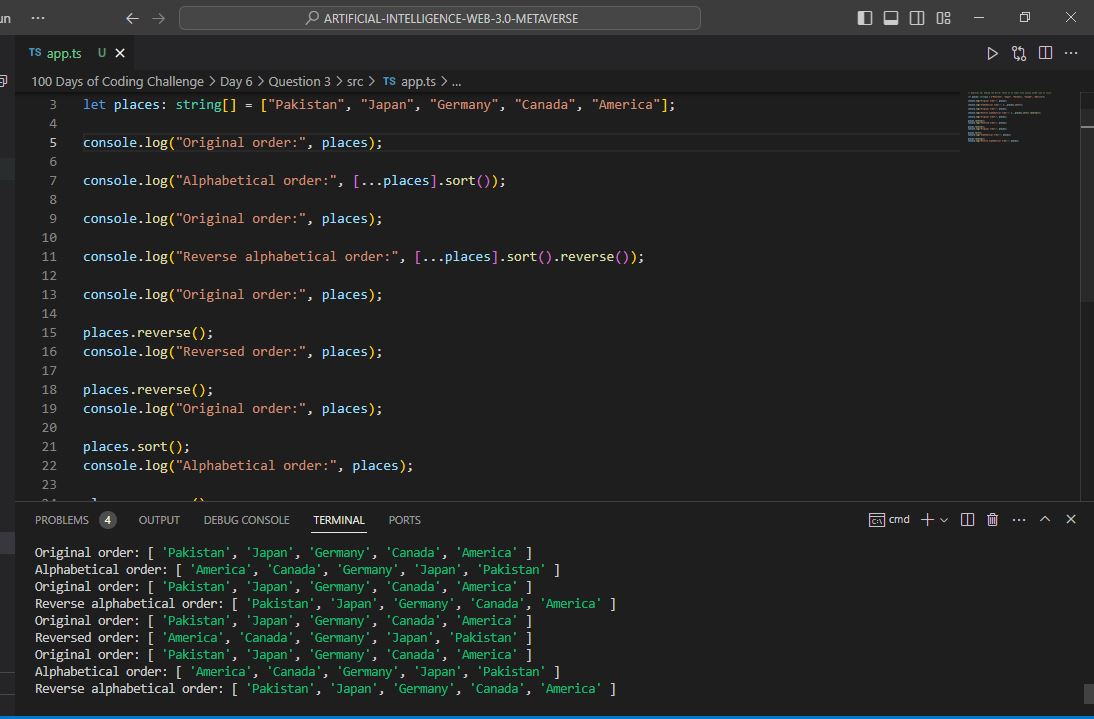 un ...
ARTIFICIAL-INTELLIGENCE-WEB-3.0-METAVERSE
TS app.ts U
100 Days of Coding Challenge > Day 6 > Question 3 > src > TS app.ts > ...
3 let places: string[] = ["Pakistan", "Japan", "Germany", "Canada", "America"];
4
5 console.log("Original order:", places);
6
7 console.log("Alphabetical order:", [...places].sort());
8
9 console.log("Original order:", places);
10
11 console.log("Reverse alphabetical order:", [...places].sort().reverse());
12
13 console.log("Original order:", places);
14
15 places.reverse();
16 console.log("Reversed order:", places);
17
18 places.reverse();
19 console.log("Original order:", places);
20
21 places.sort();
22 console.log("Alphabetical order:", places);
23
PROBLEMS 4 OUTPUT DEBUG CONSOLE TERMINAL PORTS cmd
Original order: [ 'Pakistan', 'Japan', 'Germany', 'Canada', 'America' ]
Alphabetical order: [ 'America', 'Canada', 'Germany', 'Japan', 'Pakistan' ]
Original order: [ 'Pakistan', 'Japan', 'Germany', 'Canada', 'America' ]
Reverse alphabetical order: [ 'Pakistan', 'Japan', 'Germany', 'Canada', 'America' ]
Original order: [ 'Pakistan', 'Japan', 'Germany', 'Canada', 'America' ]
Reversed order: [ 'America', 'Canada', 'Germany', 'Japan', 'Pakistan' ]
Original order: [ 'Pakistan', 'Japan', 'Germany', 'Canada', 'America' ]
Alphabetical order: [ 'America', 'Canada', 'Germany', 'Japan', 'Pakistan' ]
Reverse alphabetical order: [ 'Pakistan', 'Japan', 'Germany', 'Canada', 'America' ]